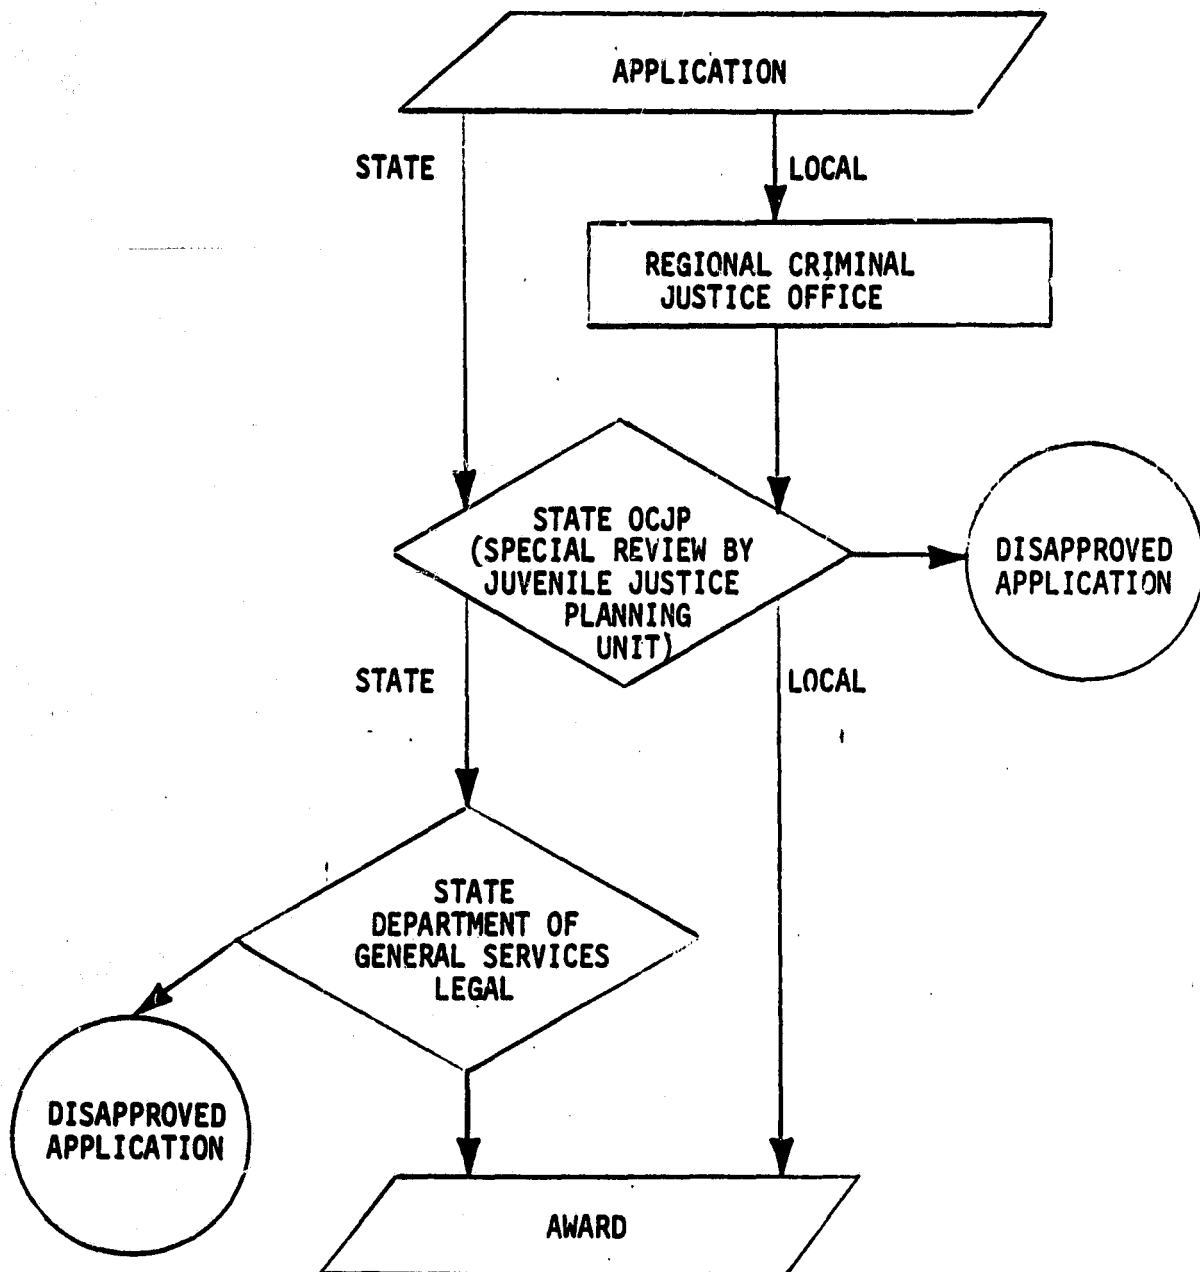 APPLICATION
STATE
LOCAL
REGIONAL CRIMINAL
JUSTICE OFFICE
STATE OCJP
(SPECIAL REVIEW BY
JUVENILE JUSTICE
PLANNING
UNIT)
DISAPPROVED
APPLICATION
STATE
LOCAL
STATE
DEPARTMENT OF
GENERAL SERVICES
LEGAL
DISAPPROVED
APPLICATION
AWARD